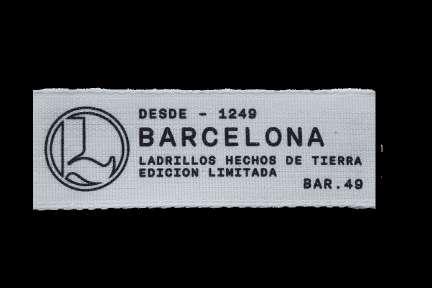 DESDE - 1249
BARCELONA
LADRILLOS HECHOS DE TIERRA
EDICION LIMITADA
BAR.49